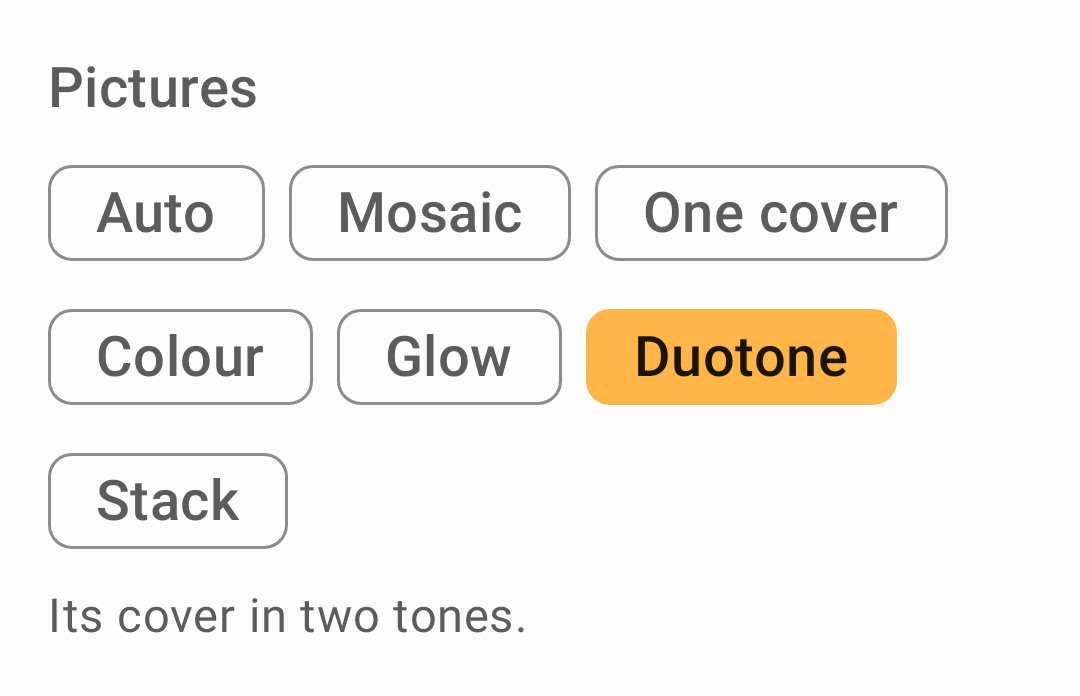 Pictures
Auto Mosaic One cover
Colour Glow Duotone
Stack
Its cover in two tones.